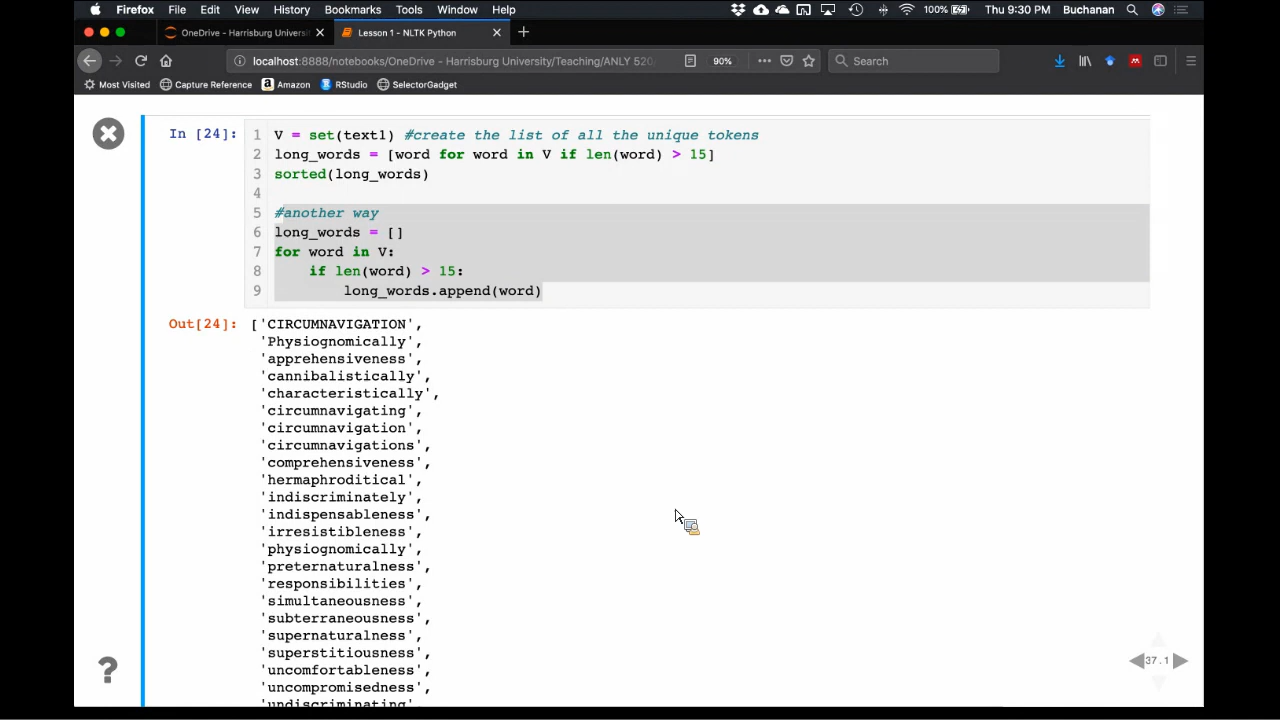 Firefox File Edit View History Bookmarks Tools Window Help 100% Thu 9:30 PM Buchanan
OneDrive - Harrisburg Universi Lesson 1 - NLTK Python
localhost:8888/notebooks/OneDrive - Harrisburg University/Teaching/ANLY 520/ 90% Search
Most Visited Capture Reference Amazon RStudio SelectorGadget
In [24]: 1 V = set(text1) #create the list of all the unique tokens
2 long_words = [word for word in V if len(word) > 15]
3 sorted(long_words)
4
5 #another way
6 long_words = []
7 for word in V:
8 if len(word) > 15:
9 long_words.append(word)
Out[24]: ['CIRCUMNAVIGATION',
'Physiognomically',
'apprehensiveness',
'cannibalistically',
'characteristically',
'circumnavigating',
'circumnavigation',
'circumnavigations',
'comprehensiveness',
'hermaphroditical',
'indiscriminately',
'indispensableness',
'irresistibleness',
'physiognomically',
'preternaturalness',
'responsibilities',
'simultaneousness',
'subterraneousness',
'supernaturalness',
'superstitiousness',
'uncomfortableness',
'uncompromisedness',
'undiscriminating',
?
37.1